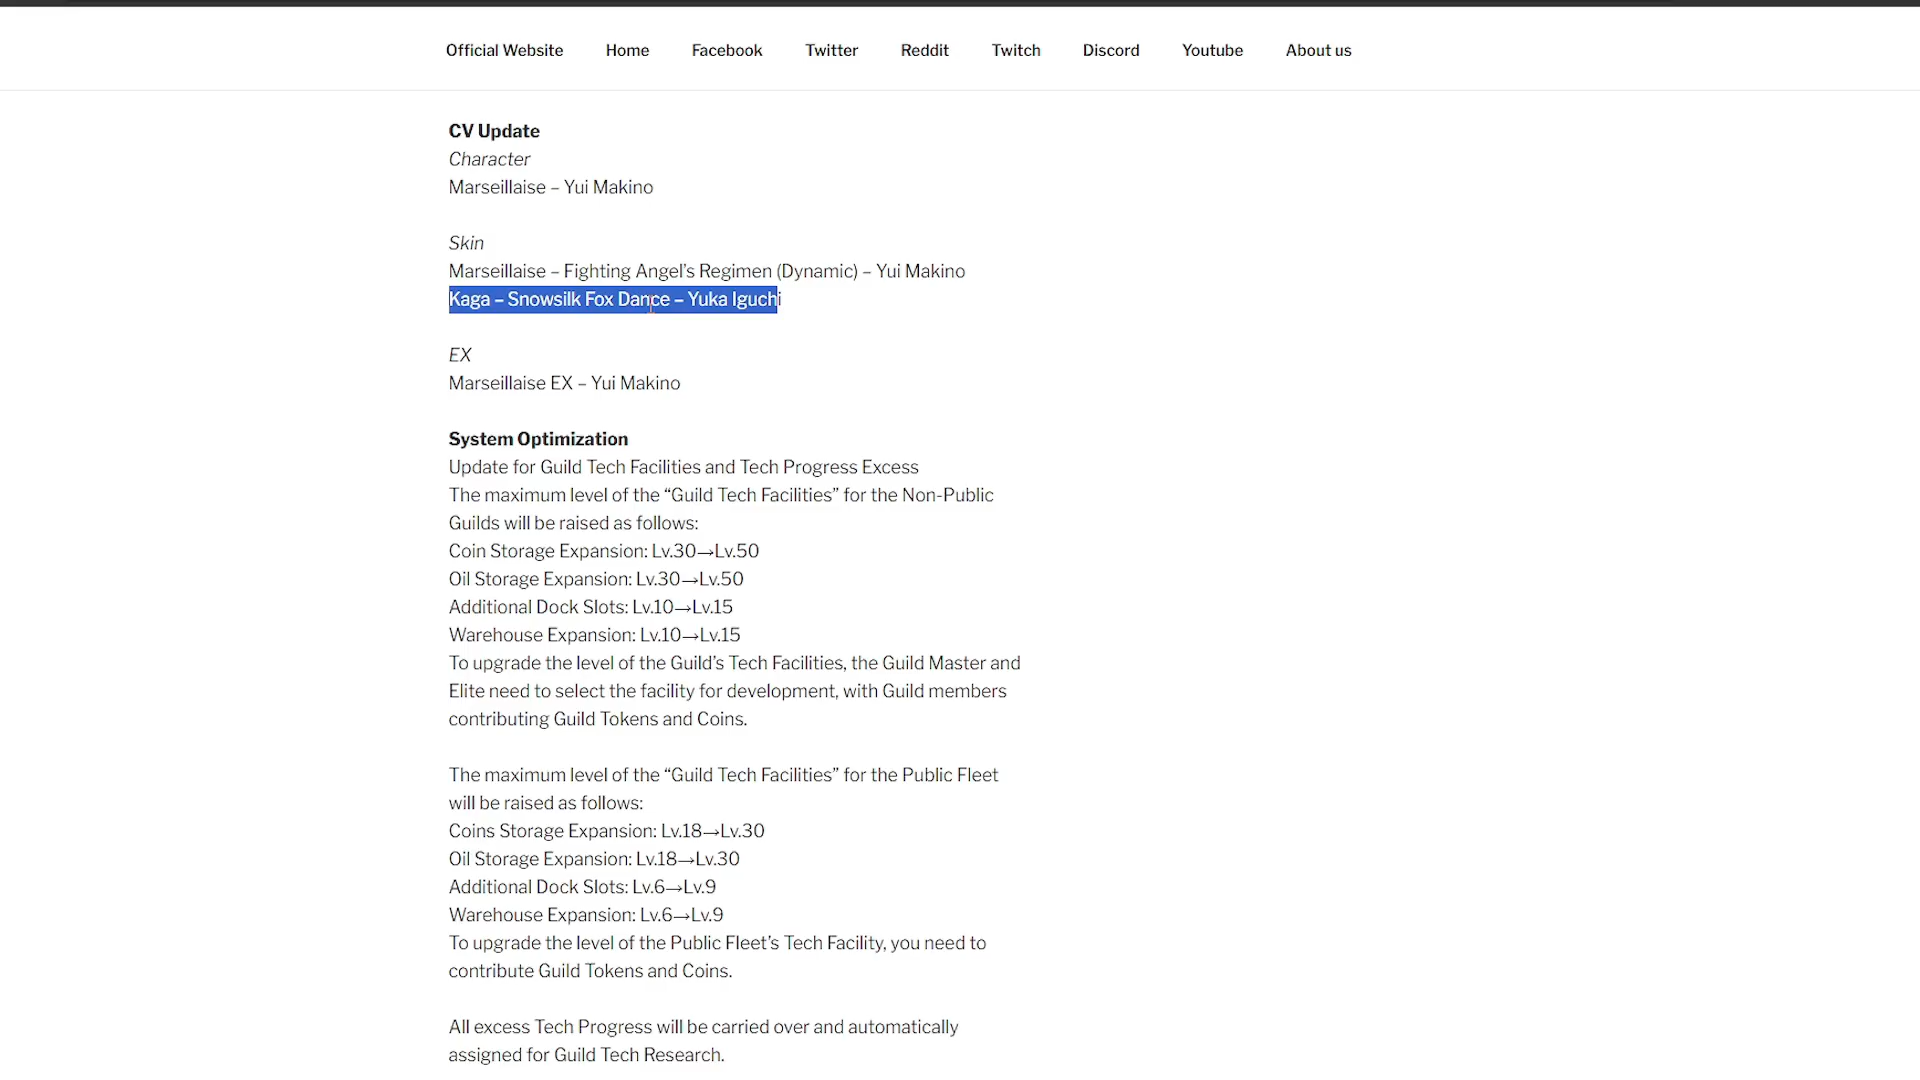 Official Website Home Facebook Twitter Reddit Twitch Discord Youtube About us
CV Update
Character
Marseillaise – Yui Makino
Skin
Marseillaise – Fighting Angel’s Regimen (Dynamic) – Yui Makino
Kaga – Snowsilk Fox Dance – Yuka Iguchi
EX
Marseillaise EX – Yui Makino
System Optimization
Update for Guild Tech Facilities and Tech Progress Excess
The maximum level of the “Guild Tech Facilities” for the Non-Public
Guilds will be raised as follows:
Coin Storage Expansion: Lv.30→Lv.50
Oil Storage Expansion: Lv.30→Lv.50
Additional Dock Slots: Lv.10→Lv.15
Warehouse Expansion: Lv.10→Lv.15
To upgrade the level of the Guild’s Tech Facilities, the Guild Master and
Elite need to select the facility for development, with Guild members
contributing Guild Tokens and Coins.
The maximum level of the “Guild Tech Facilities” for the Public Fleet
will be raised as follows:
Coins Storage Expansion: Lv.18→Lv.30
Oil Storage Expansion: Lv.18→Lv.30
Additional Dock Slots: Lv.6→Lv.9
Warehouse Expansion: Lv.6→Lv.9
To upgrade the level of the Public Fleet’s Tech Facility, you need to
contribute Guild Tokens and Coins.
All excess Tech Progress will be carried over and automatically
assigned for Guild Tech Research.